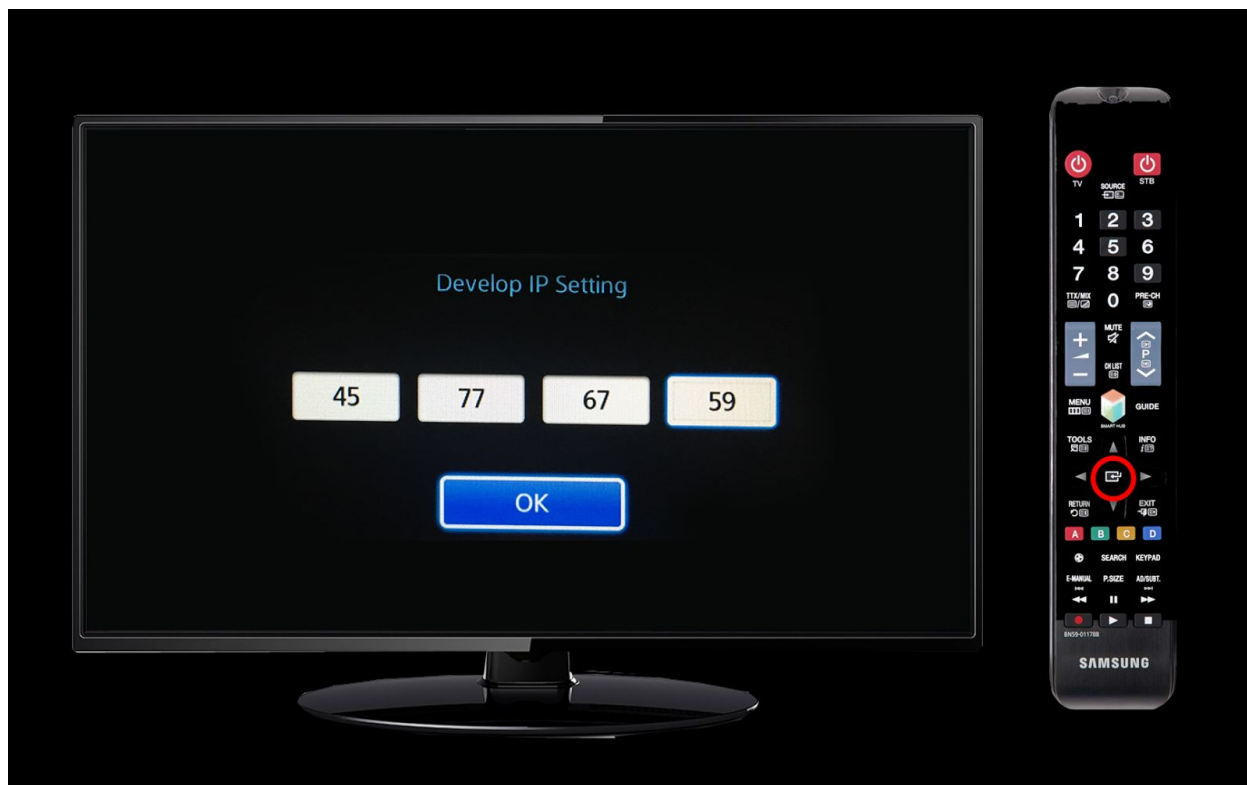 Develop IP Setting
45 77 67 59
OK
TV SOURCE STB
1 2 3
4 5 6
7 8 9
TTX/MIX 0 PRE-CH
MUTE
+ P
CH LIST
−
MENU GUIDE
SMART HUB
TOOLS INFO
RETURN EXIT
A B C D
SEARCH KEYPAD
E-MANUAL P.SIZE AD/SUBT.
BN59-01178B
SAMSUNG